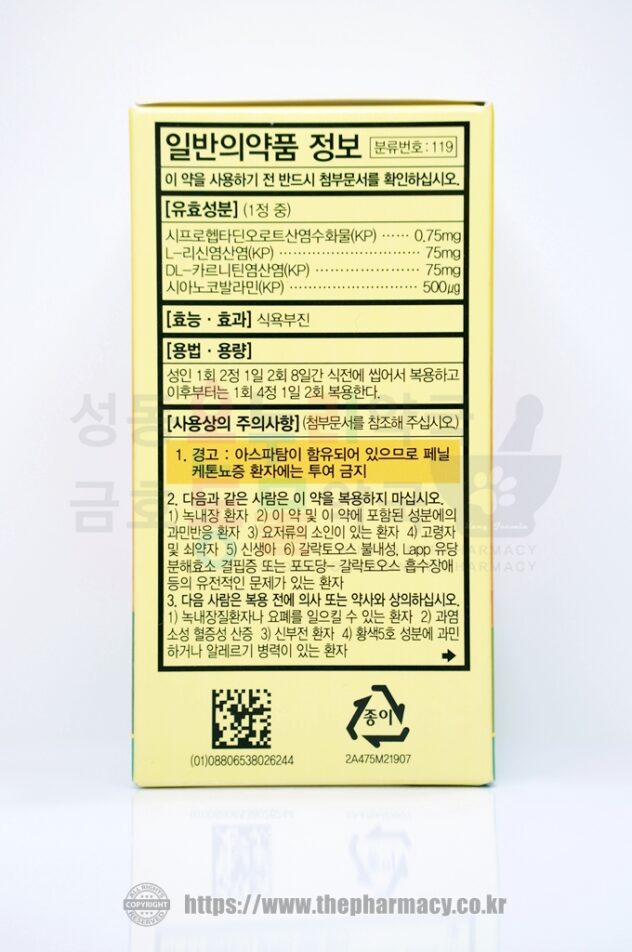 일반의약품 정보 분류번호 : 119
이 약을 사용하기 전 반드시 첨부문서를 확인하십시오.
[유효성분] (1정 중)
시프로헵타딘오로트산염수화물(KP) ······ 0.75mg
L-리신염산염(KP) ······························ 75mg
DL-카르니틴염산염(KP) ······················ 75mg
시아노코발라민(KP) ·························· 500㎍
[효능 · 효과] 식욕부진
[용법 · 용량]
성인 1회 2정 1일 2회 8일간 식전에 씹어서 복용하고
이후부터는 1회 4정 1일 2회 복용한다.
[사용상의 주의사항] (첨부문서를 참조해 주십시오.)
1. 경고 : 아스파탐이 함유되어 있으므로 페닐
케톤뇨증 환자에는 투여 금지
2. 다음과 같은 사람은 이 약을 복용하지 마십시오.
1) 녹내장 환자 2) 이 약 및 이 약에 포함된 성분에의
과민반응 환자 3) 요저류의 소인이 있는 환자 4) 고령자
및 쇠약자 5) 신생아 6) 갈락토오스 불내성, Lapp 유당
분해효소 결핍증 또는 포도당- 갈락토오스 흡수장애
등의 유전적인 문제가 있는 환자
3. 다음 사람은 복용 전에 의사 또는 약사와 상의하십시오.
1) 녹내장질환자나 요폐를 일으킬 수 있는 환자 2) 과염
소성 혈증성 산증 3) 신부전 환자 4) 황색5호 성분에 과민
하거나 알레르기 병력이 있는 환자
종이
(01)08806538026244 2A475M21907
ALL RIGHTS
COPYRIGHT
RESERVED
https://www.thepharmacy.co.kr